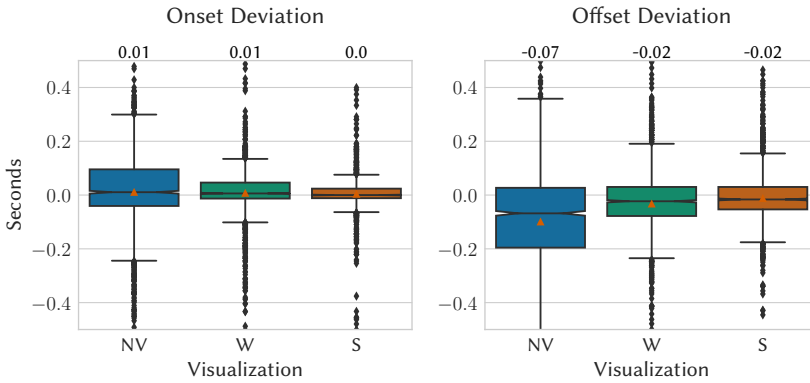 Onset Deviation
0.01 0.01 0.0
0.4
0.2
0.0
−0.2
−0.4
Seconds
NV W S
Visualization
Offset Deviation
-0.07 -0.02 -0.02
0.4
0.2
0.0
−0.2
−0.4
NV W S
Visualization